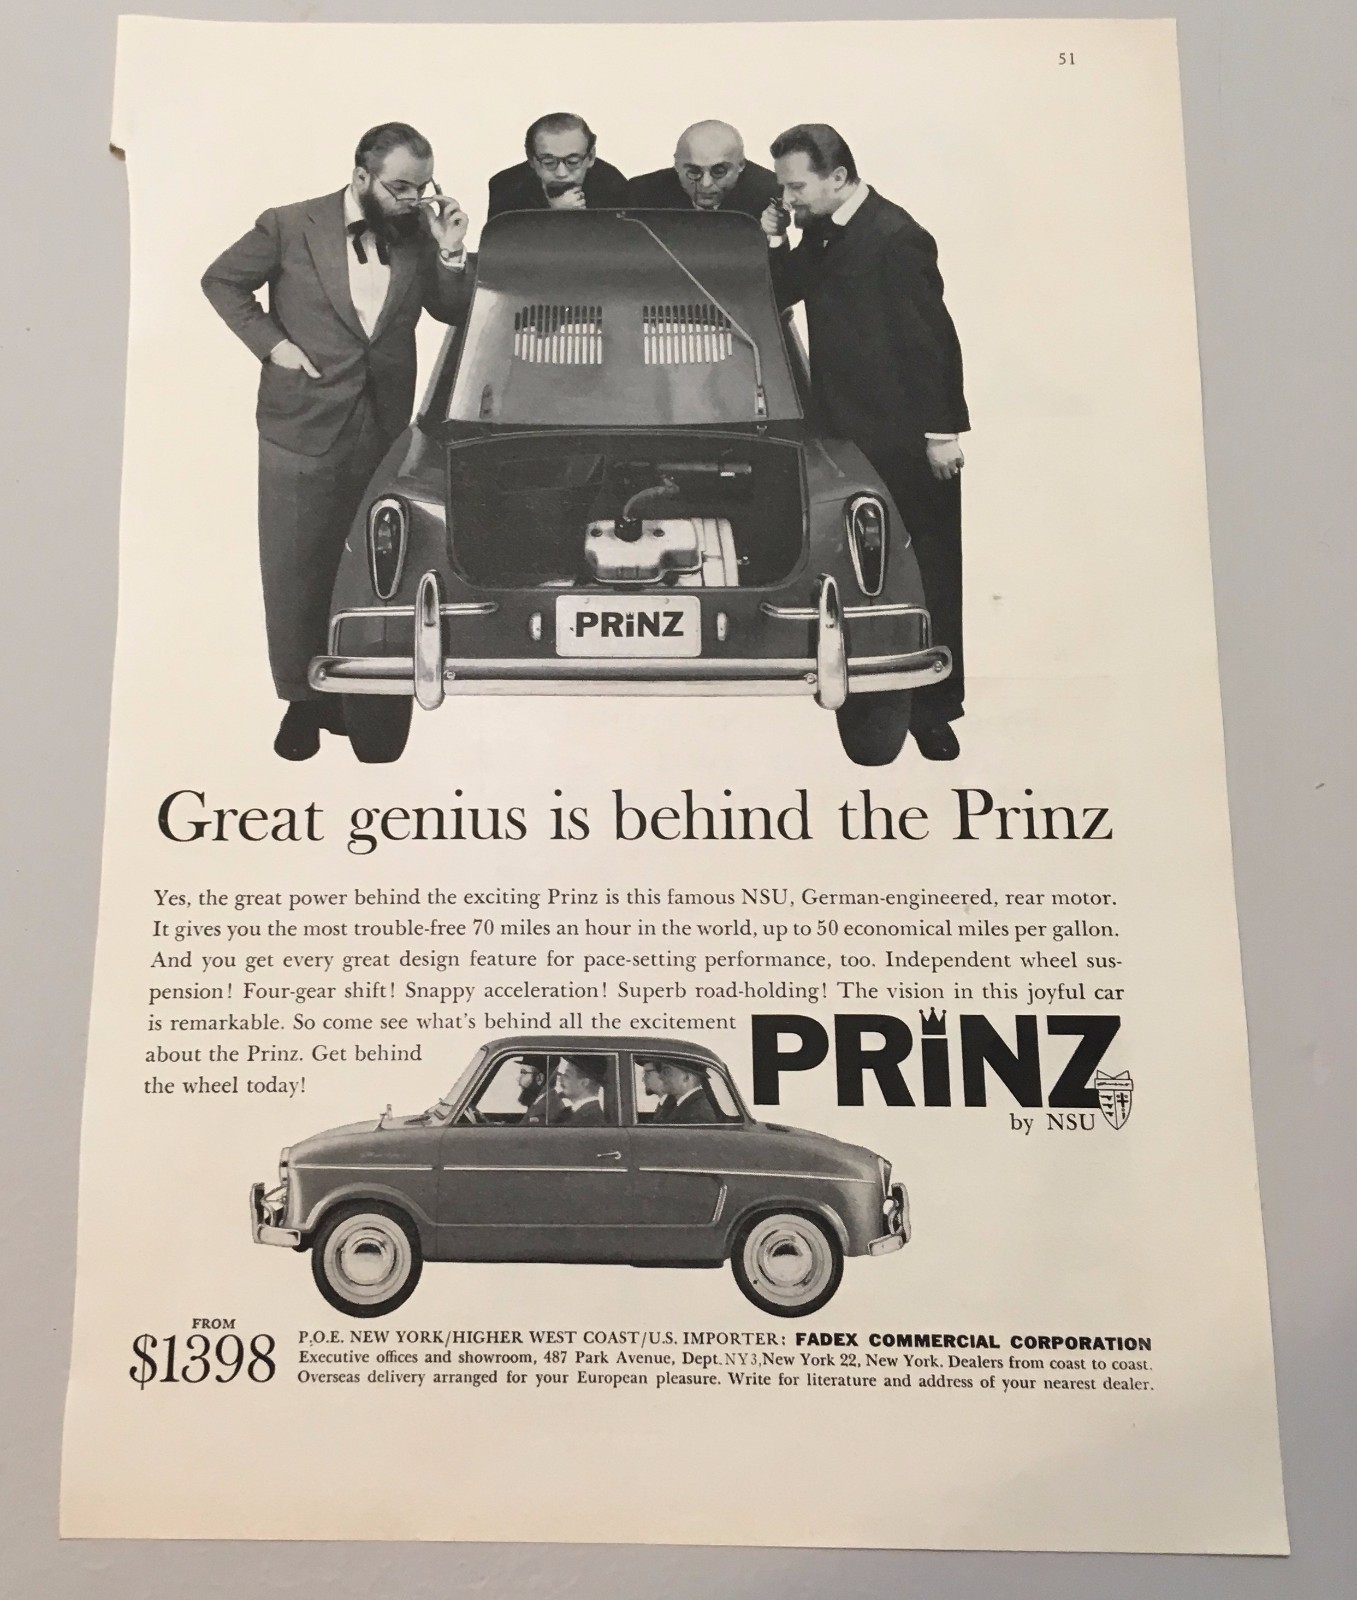 51
PRiNZ
Great genius is behind the Prinz
Yes, the great power behind the exciting Prinz is this famous NSU, German-engineered, rear motor.
It gives you the most trouble-free 70 miles an hour in the world, up to 50 economical miles per gallon.
And you get every great design feature for pace-setting performance, too. Independent wheel sus-
pension! Four-gear shift! Snappy acceleration! Superb road-holding! The vision in this joyful car
is remarkable. So come see what's behind all the excitement
about the Prinz. Get behind
the wheel today!
PRiNZ
by NSU
FROM
$1398
P.O.E. NEW YORK/HIGHER WEST COAST/U.S. IMPORTER: FADEX COMMERCIAL CORPORATION
Executive offices and showroom, 487 Park Avenue, Dept. NY3, New York 22, New York. Dealers from coast to coast.
Overseas delivery arranged for your European pleasure. Write for literature and address of your nearest dealer.